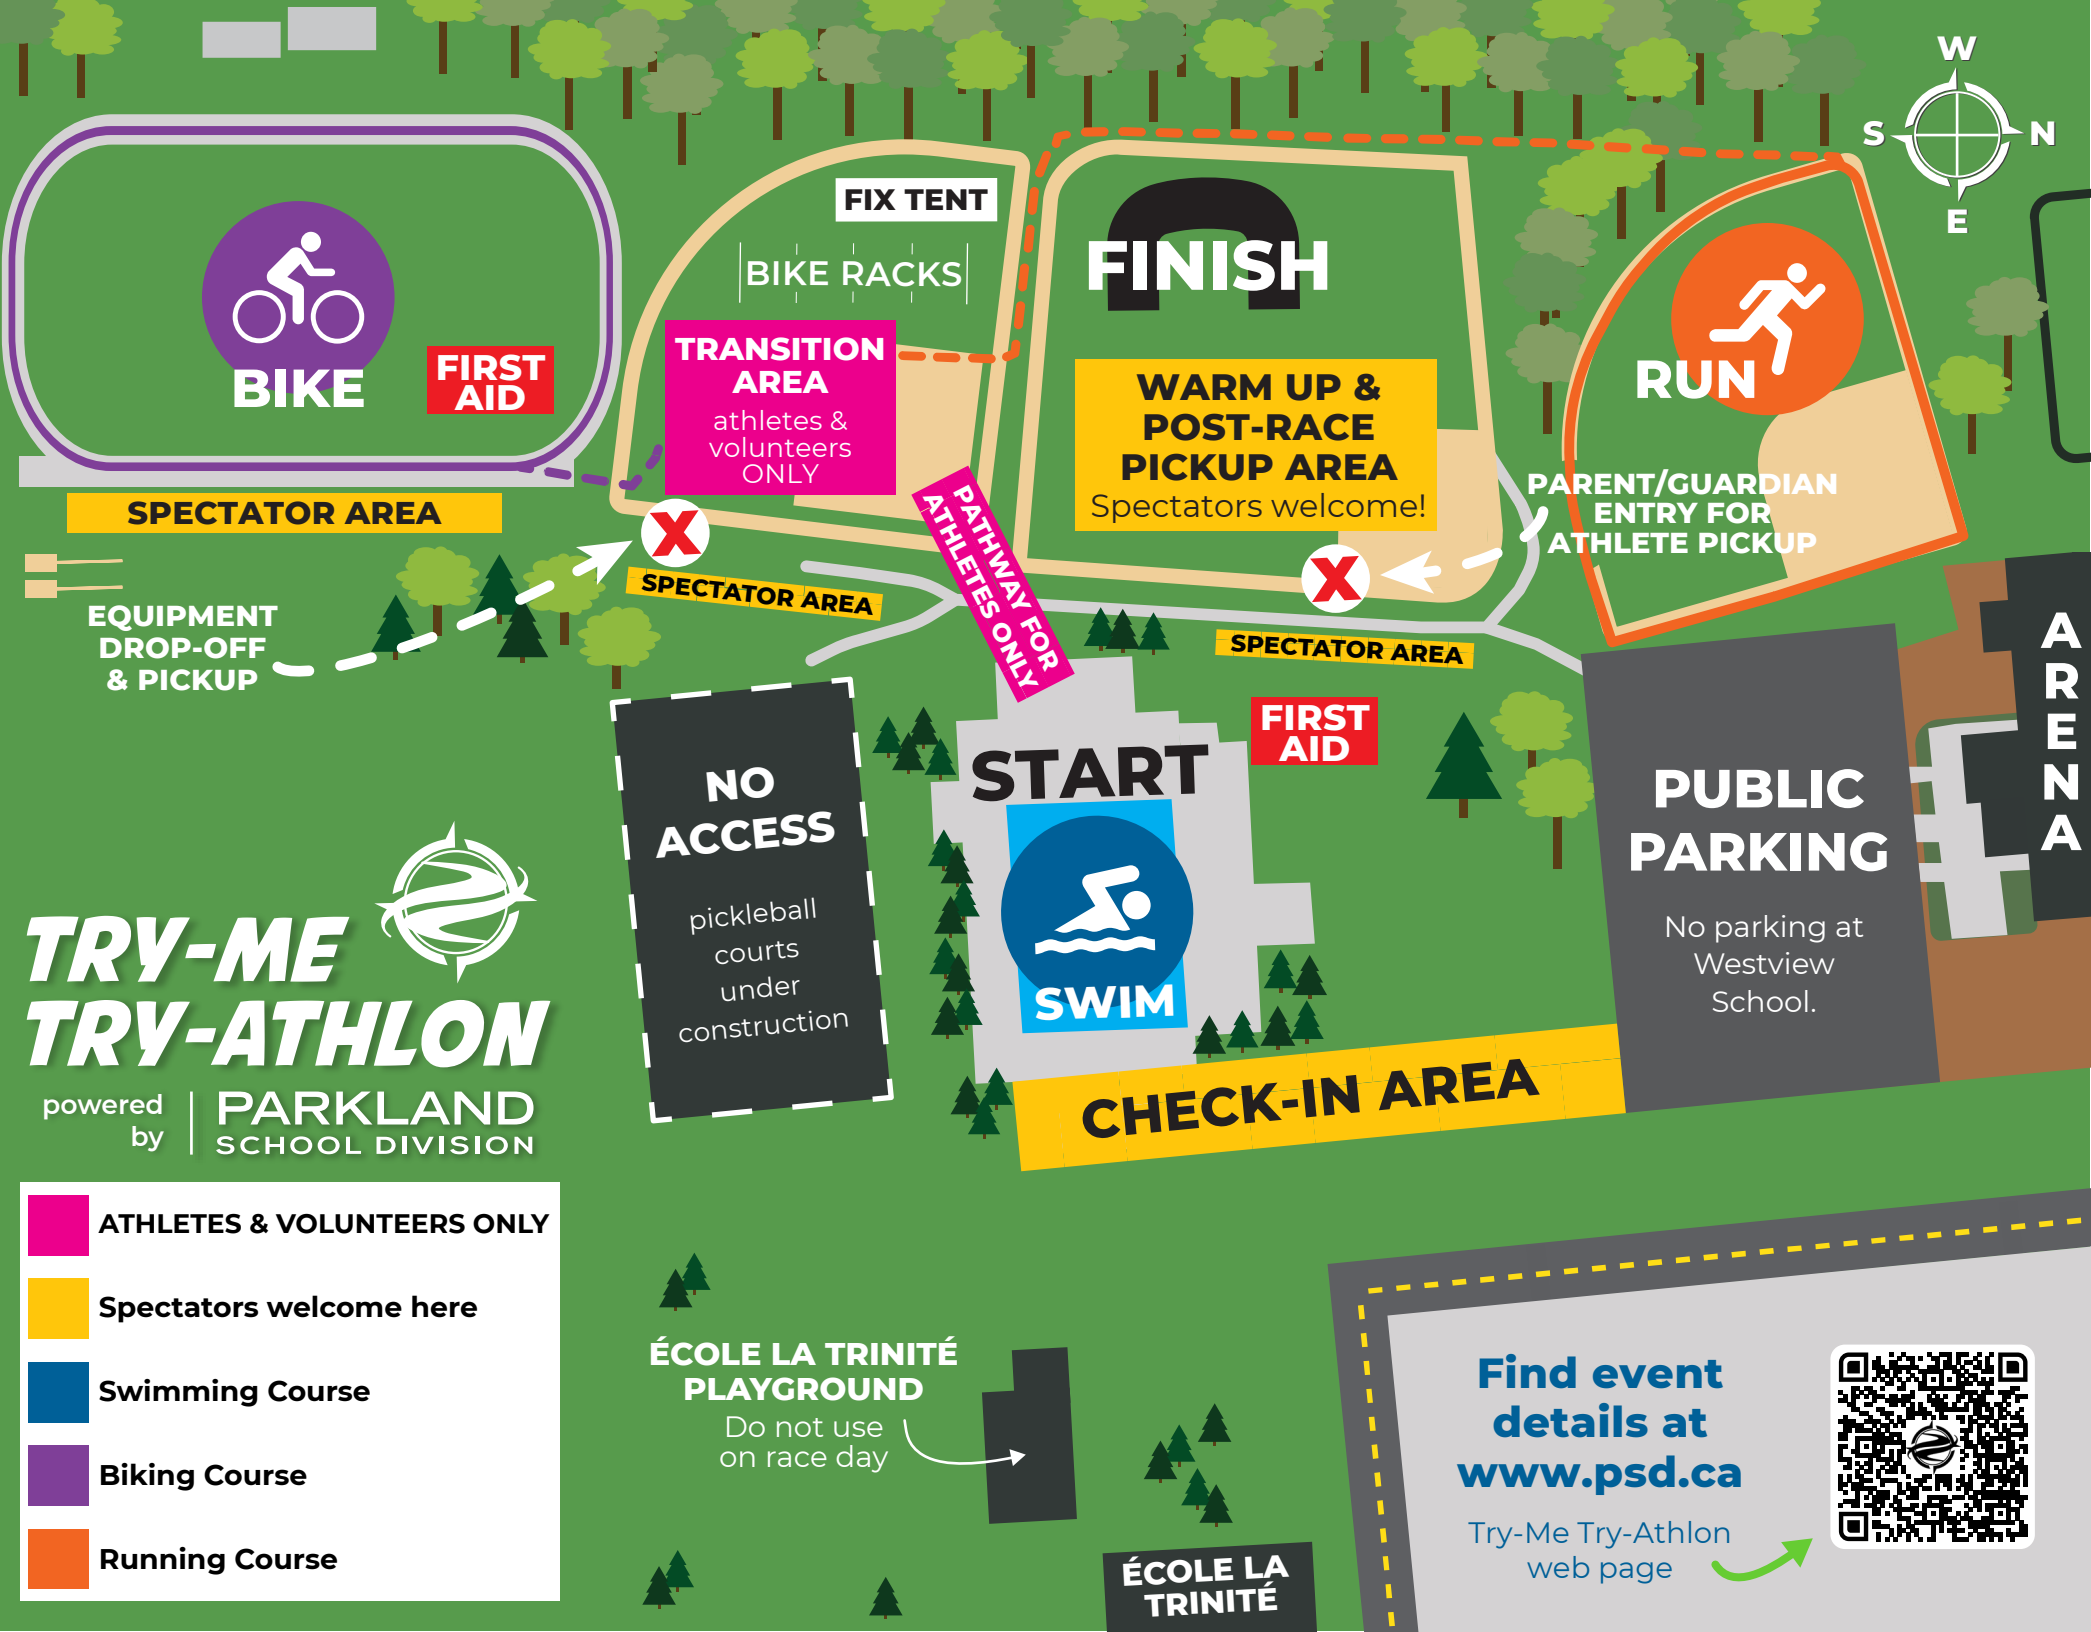 W
S
N
E
FIX TENT
BIKE RACKS
FINISH
BIKE
FIRST
AID
TRANSITION
AREA
athletes &
volunteers
ONLY
WARM UP &
POST-RACE
PICKUP AREA
Spectators welcome!
RUN
PARENT/GUARDIAN
ENTRY FOR
ATHLETE PICKUP
SPECTATOR AREA
X
SPECTATOR AREA
PATHWAY FOR
ATHLETES ONLY
X
SPECTATOR AREA
EQUIPMENT
DROP-OFF
& PICKUP
FIRST
AID
START
SWIM
NO
ACCESS
pickleball
courts
under
construction
PUBLIC
PARKING
No parking at
Westview
School.
ARENA
CHECK-IN AREA
TRY-ME
TRY-ATHLON
powered
by
PARKLAND
SCHOOL DIVISION
ATHLETES & VOLUNTEERS ONLY
Spectators welcome here
Swimming Course
Biking Course
Running Course
ÉCOLE LA TRINITÉ
PLAYGROUND
Do not use
on race day
ÉCOLE LA
TRINITÉ
Find event
details at
www.psd.ca
Try-Me Try-Athlon
web page